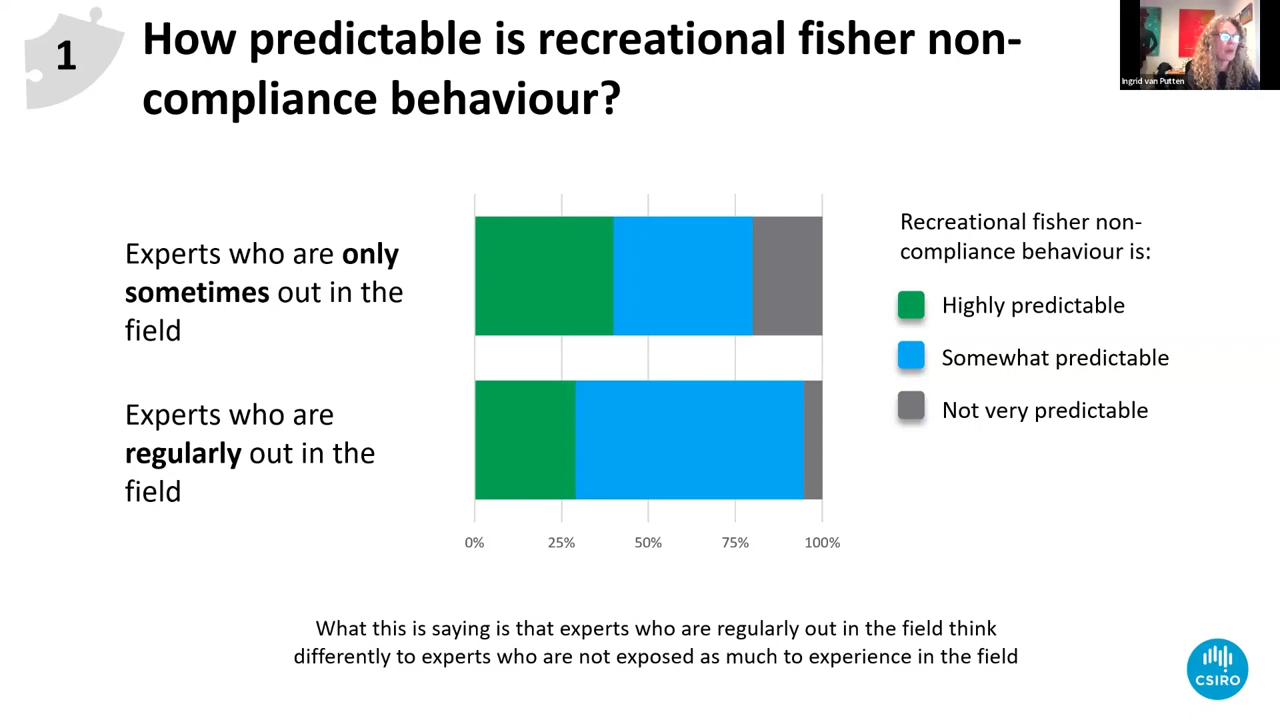 1
How predictable is recreational fisher non-
compliance behaviour?
Ingrid van Putten
Experts who are only
sometimes out in the
field
Experts who are
regularly out in the
field
0% 25% 50% 75% 100%
Recreational fisher non-
compliance behaviour is:
Highly predictable
Somewhat predictable
Not very predictable
What this is saying is that experts who are regularly out in the field think
differently to experts who are not exposed as much to experience in the field
CSIRO